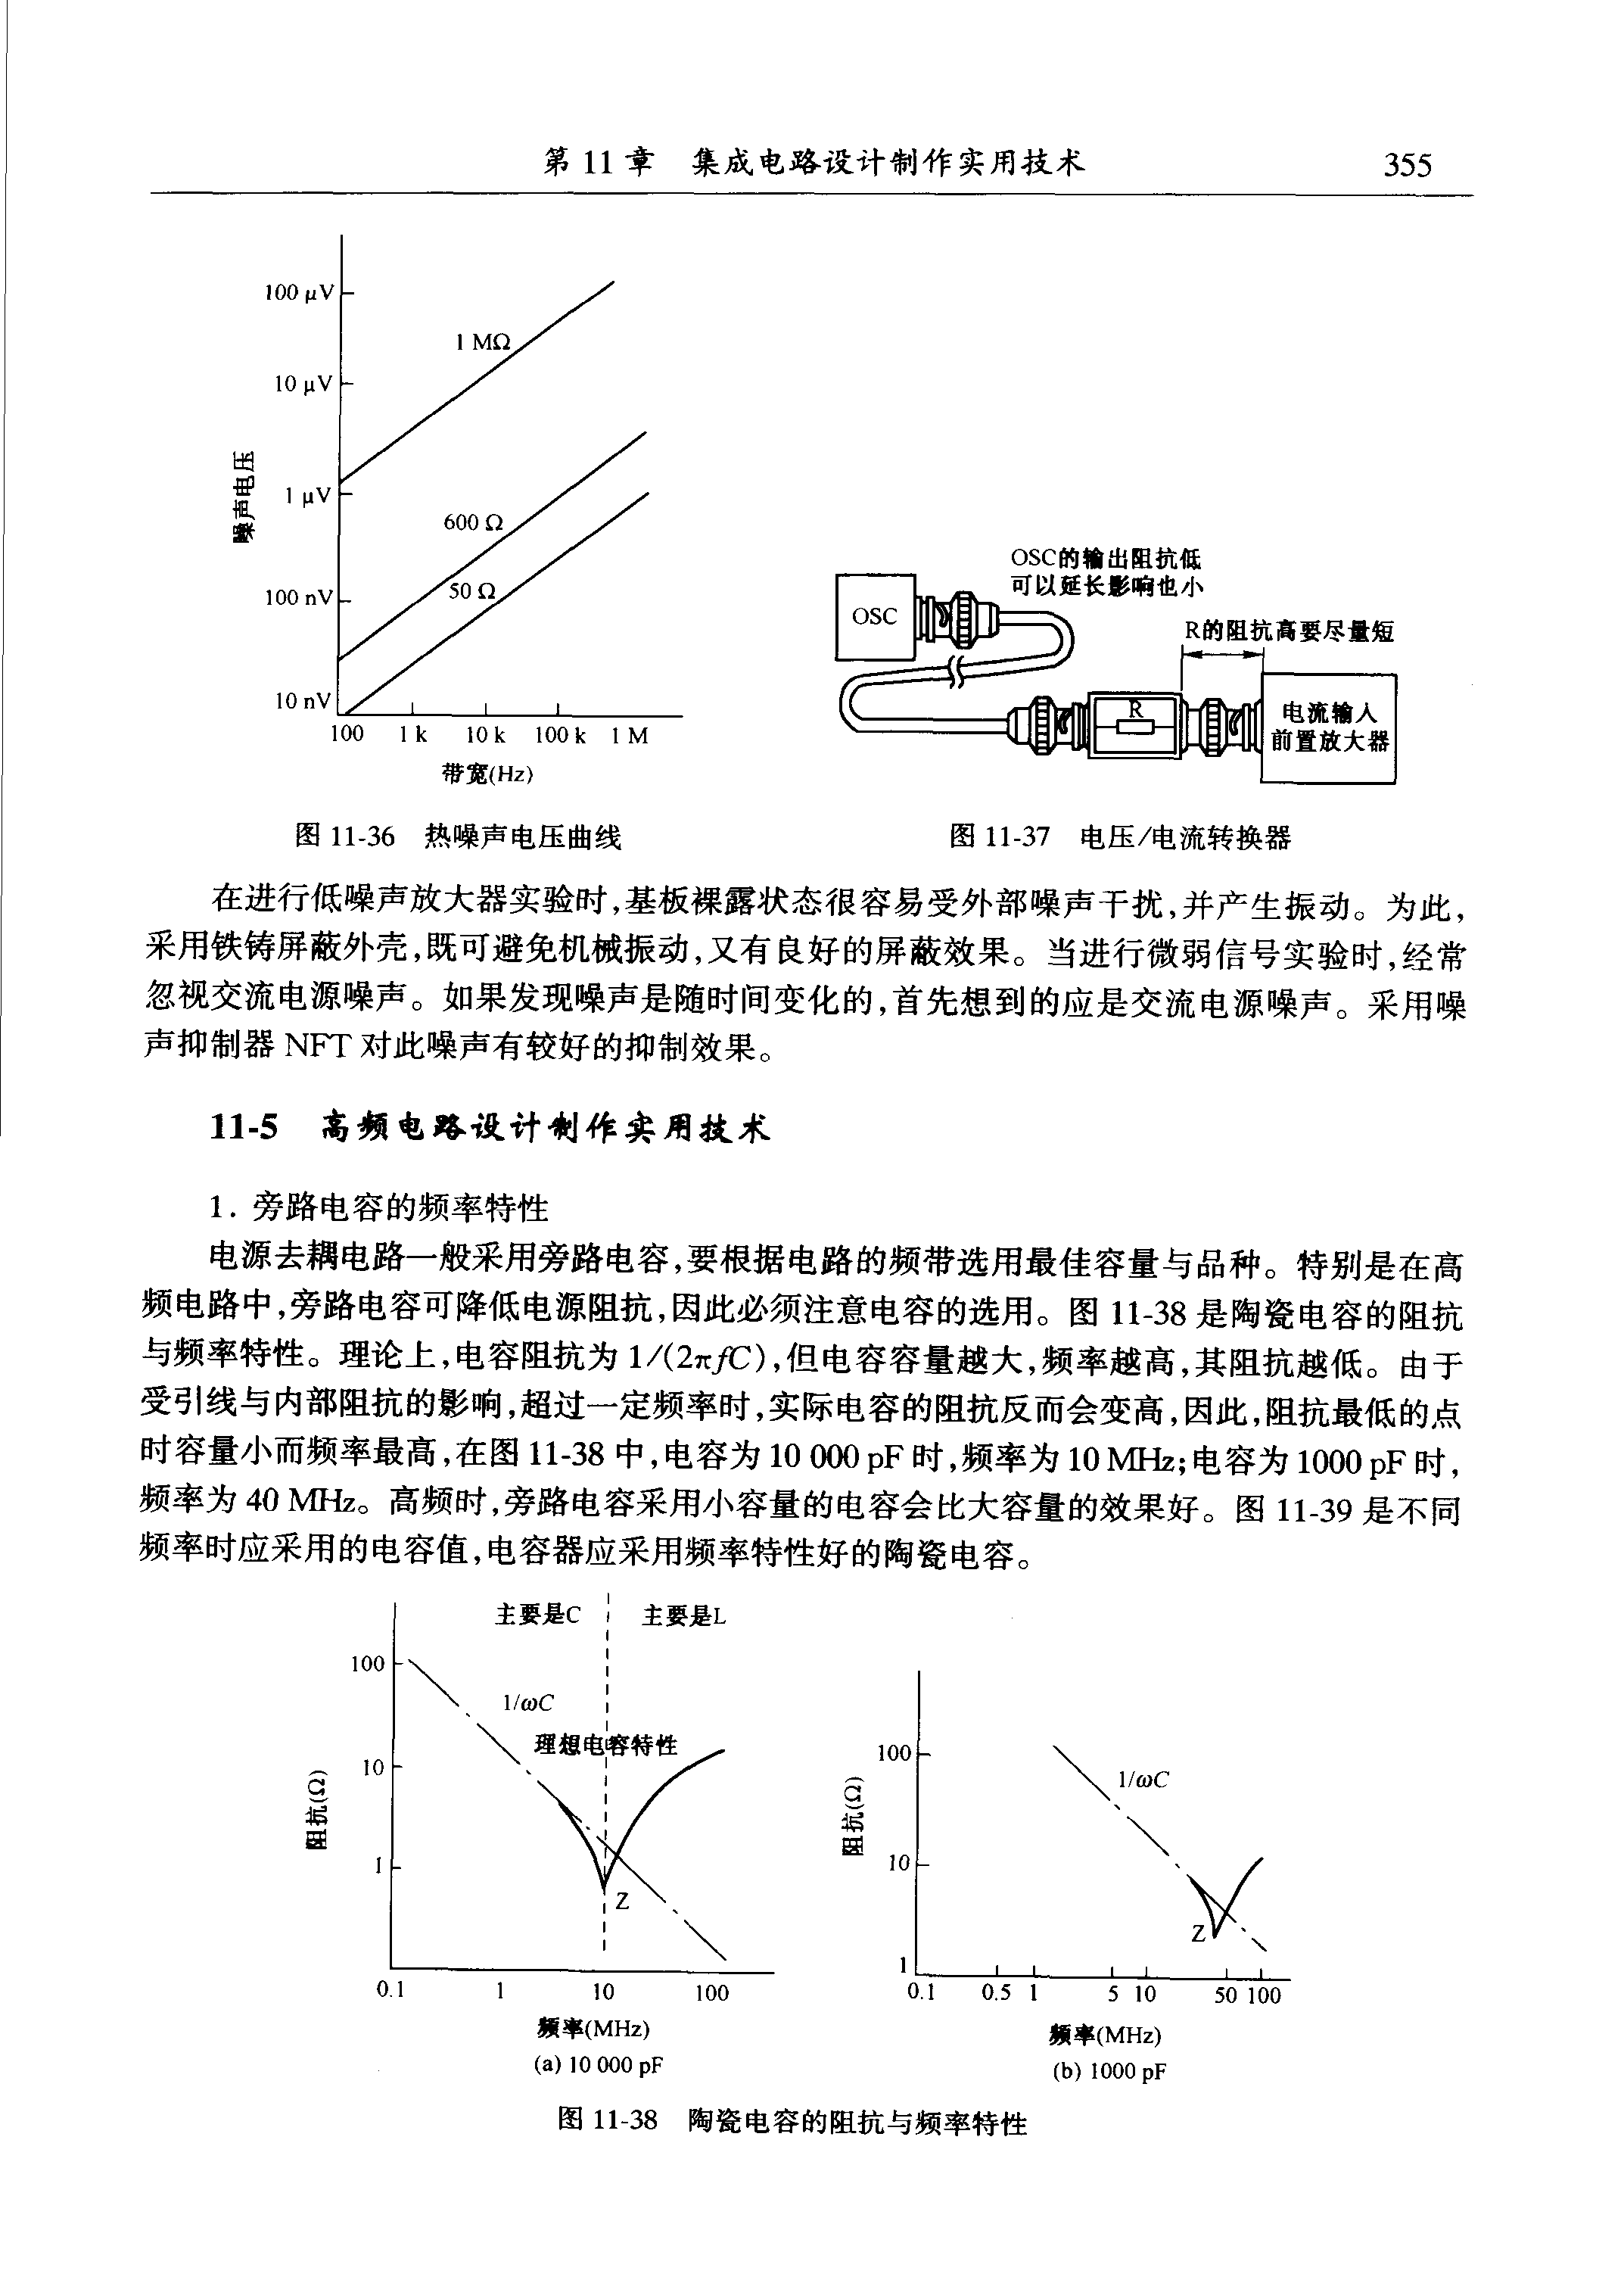 第 11 章 集成电路设计制作实用技术 355
100 μV
10 μV
1 μV
100 nV
10 nV
噪声电压
1 MΩ
600 Ω
50 Ω
100 1 k 10 k 100 k 1 M
带宽(Hz)
图 11-36 热噪声电压曲线
OSC
OSC的输出阻抗低
可以延长影响也小
R的阻抗高要尽量短
R
电流输入
前置放大器
图 11-37 电压/电流转换器
在进行低噪声放大器实验时,基板裸露状态很容易受外部噪声干扰,并产生振动。为此,
采用铁铸屏蔽外壳,既可避免机械振动,又有良好的屏蔽效果。当进行微弱信号实验时,经常
忽视交流电源噪声。如果发现噪声是随时间变化的,首先想到的应是交流电源噪声。采用噪
声抑制器 NFT 对此噪声有较好的抑制效果。
11-5 高频电路设计制作实用技术
1. 旁路电容的频率特性
电源去耦电路一般采用旁路电容,要根据电路的频带选用最佳容量与品种。特别是在高
频电路中,旁路电容可降低电源阻抗,因此必须注意电容的选用。图 11-38 是陶瓷电容的阻抗
与频率特性。理论上,电容阻抗为 1/(2πfC),但电容容量越大,频率越高,其阻抗越低。由于
受引线与内部阻抗的影响,超过一定频率时,实际电容的阻抗反而会变高,因此,阻抗最低的点
时容量小而频率最高,在图 11-38 中,电容为 10 000 pF 时,频率为 10 MHz;电容为 1000 pF 时,
频率为 40 MHz。高频时,旁路电容采用小容量的电容会比大容量的效果好。图 11-39 是不同
频率时应采用的电容值,电容器应采用频率特性好的陶瓷电容。
主要是C 主要是L
100
10
1
阻抗(Ω)
1/ωC
理想电容特性
Z
0.1 1 10 100
频率(MHz)
(a) 10 000 pF
100
10
1
阻抗(Ω)
1/ωC
Z
0.1 0.5 1 5 10 50 100
频率(MHz)
(b) 1000 pF
图 11-38 陶瓷电容的阻抗与频率特性